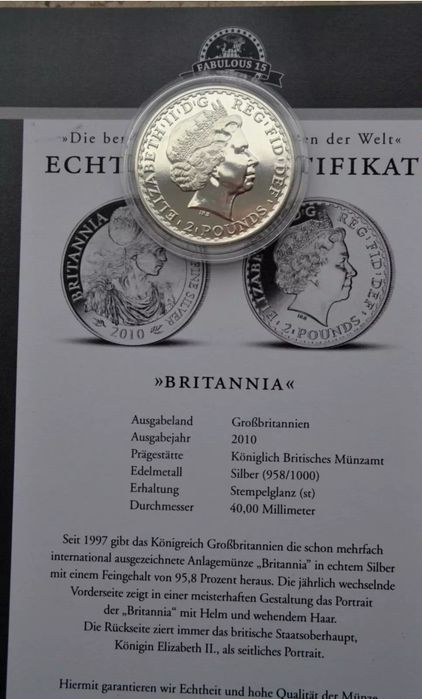 FABULOUS 15
»Die ber en der Welt«
ECHT TIFIKAT
ELIZABETH·II·D·G REG·FID·DEF
IRB
2·POUNDS
BRITANNIA FINE SILVER
2010
ELIZAB D·G REG·FID·DEF
IRB
2·POUNDS
»BRITANNIA«
Ausgabeland Großbritannien
Ausgabejahr 2010
Prägestätte Königlich Britisches Münzamt
Edelmetall Silber (958/1000)
Erhaltung Stempelglanz (st)
Durchmesser 40,00 Millimeter
Seit 1997 gibt das Königreich Großbritannien die schon mehrfach
international ausgezeichnete Anlagemünze „Britannia" in echtem Silber
mit einem Feingehalt von 95,8 Prozent heraus. Die jährlich wechselnde
Vorderseite zeigt in einer meisterhaften Gestaltung das Portrait
der „Britannia" mit Helm und wehendem Haar.
Die Rückseite ziert immer das britische Staatsoberhaupt,
Königin Elizabeth II., als seitliches Portrait.
Hiermit garantieren wir Echtheit und hohe Qualität der Münze